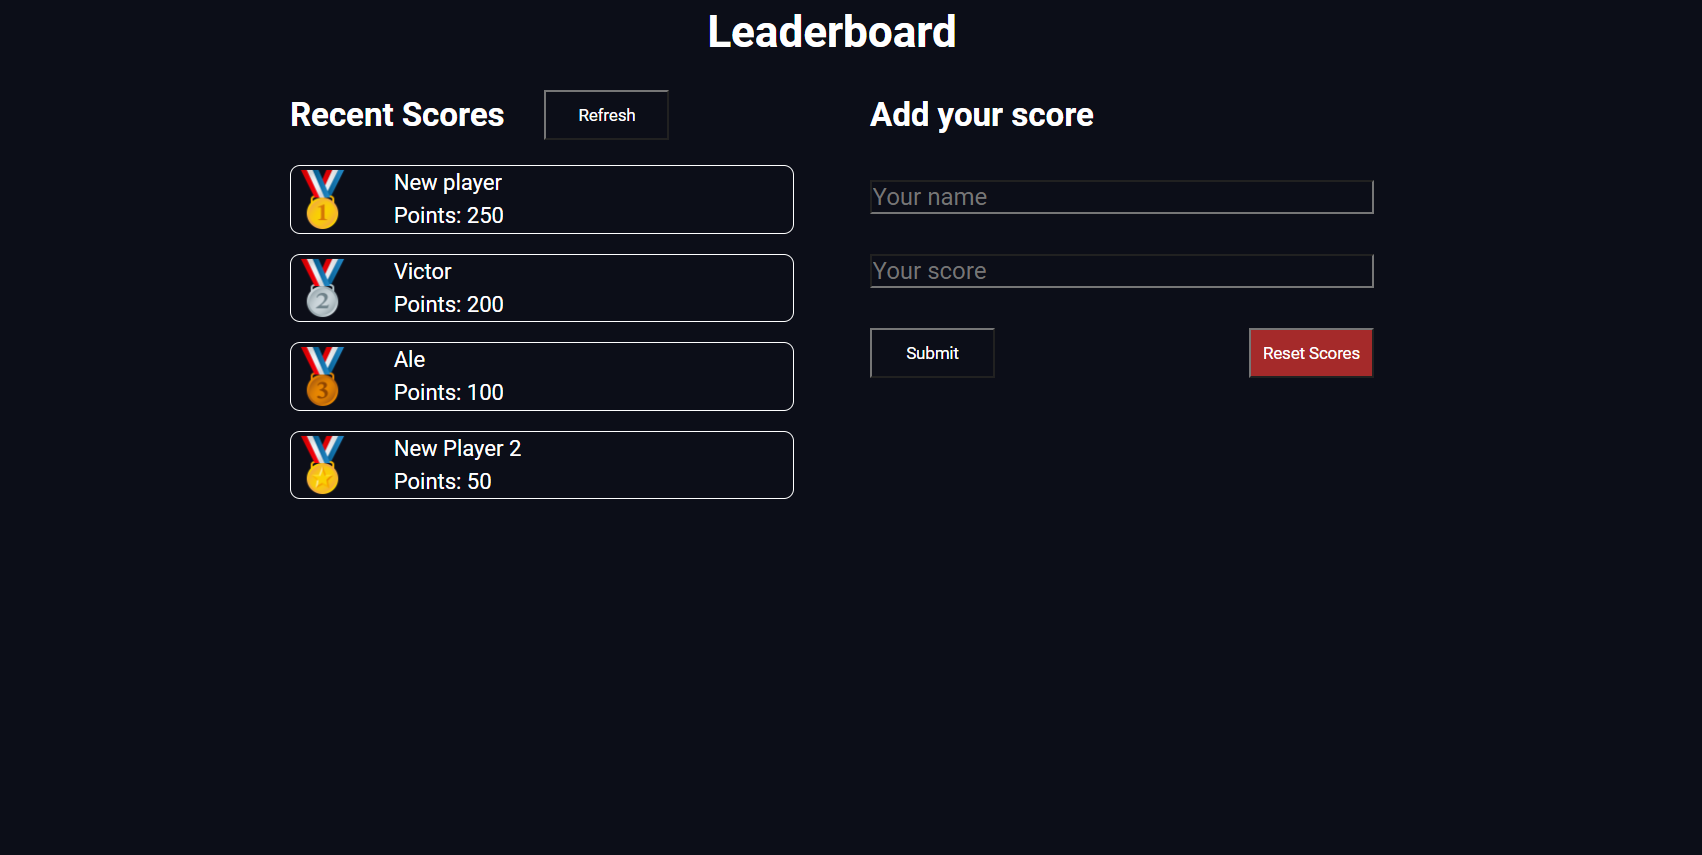 Leaderboard
Recent Scores
Refresh
1
New player
Points: 250
2
Victor
Points: 200
3
Ale
Points: 100
New Player 2
Points: 50
Add your score
Your name
Your score
Submit
Reset Scores